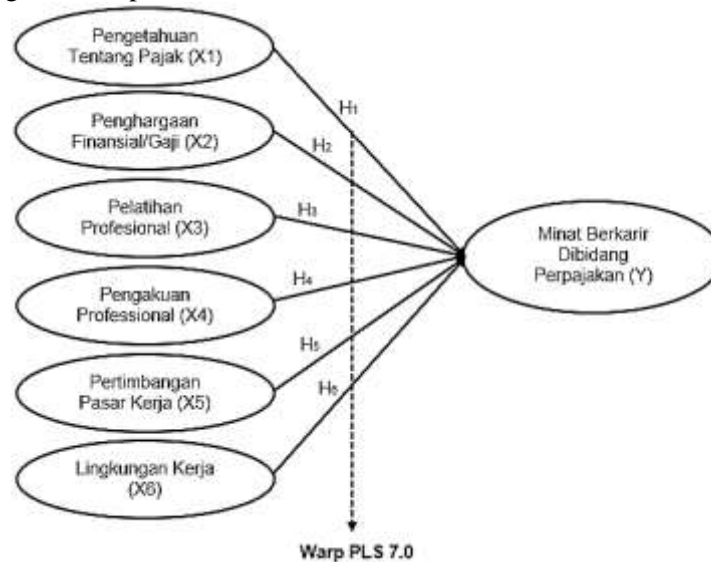 Pengetahuan
Tentang Pajak (X1)
H₁
Penghargaan
Finansial/Gaji (X2)
H₂
Pelatihan
Profesional (X3)
H₃
Minat Berkarir
Dibidang
Perpajakan (Y)
Pengakuan
Professional (X4)
H₄
Pertimbangan
Pasar Kerja (X5)
H₅
Lingkungan Kerja
(X6)
H₆
Warp PLS 7.0